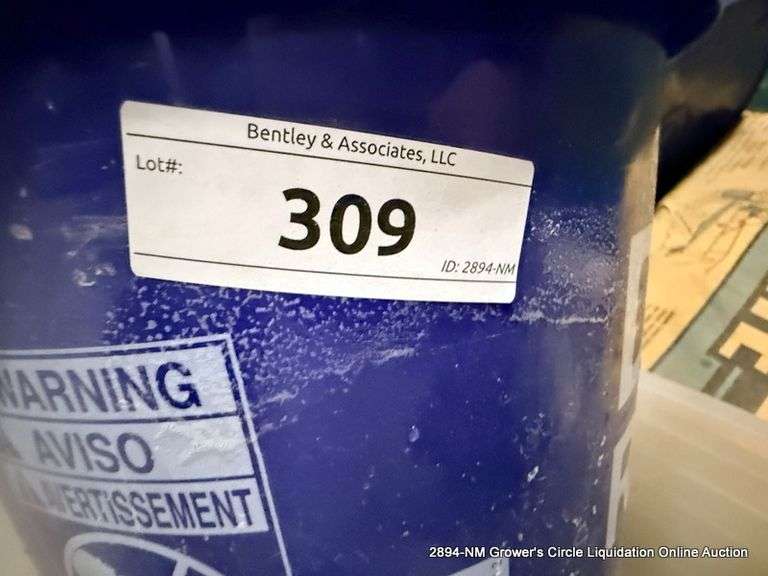 Bentley & Associates, LLC
Lot#:
309
ID: 2894-NM
WARNING
AVISO
AVERTISSEMENT
2894-NM Grower's Circle Liquidation Online Auction